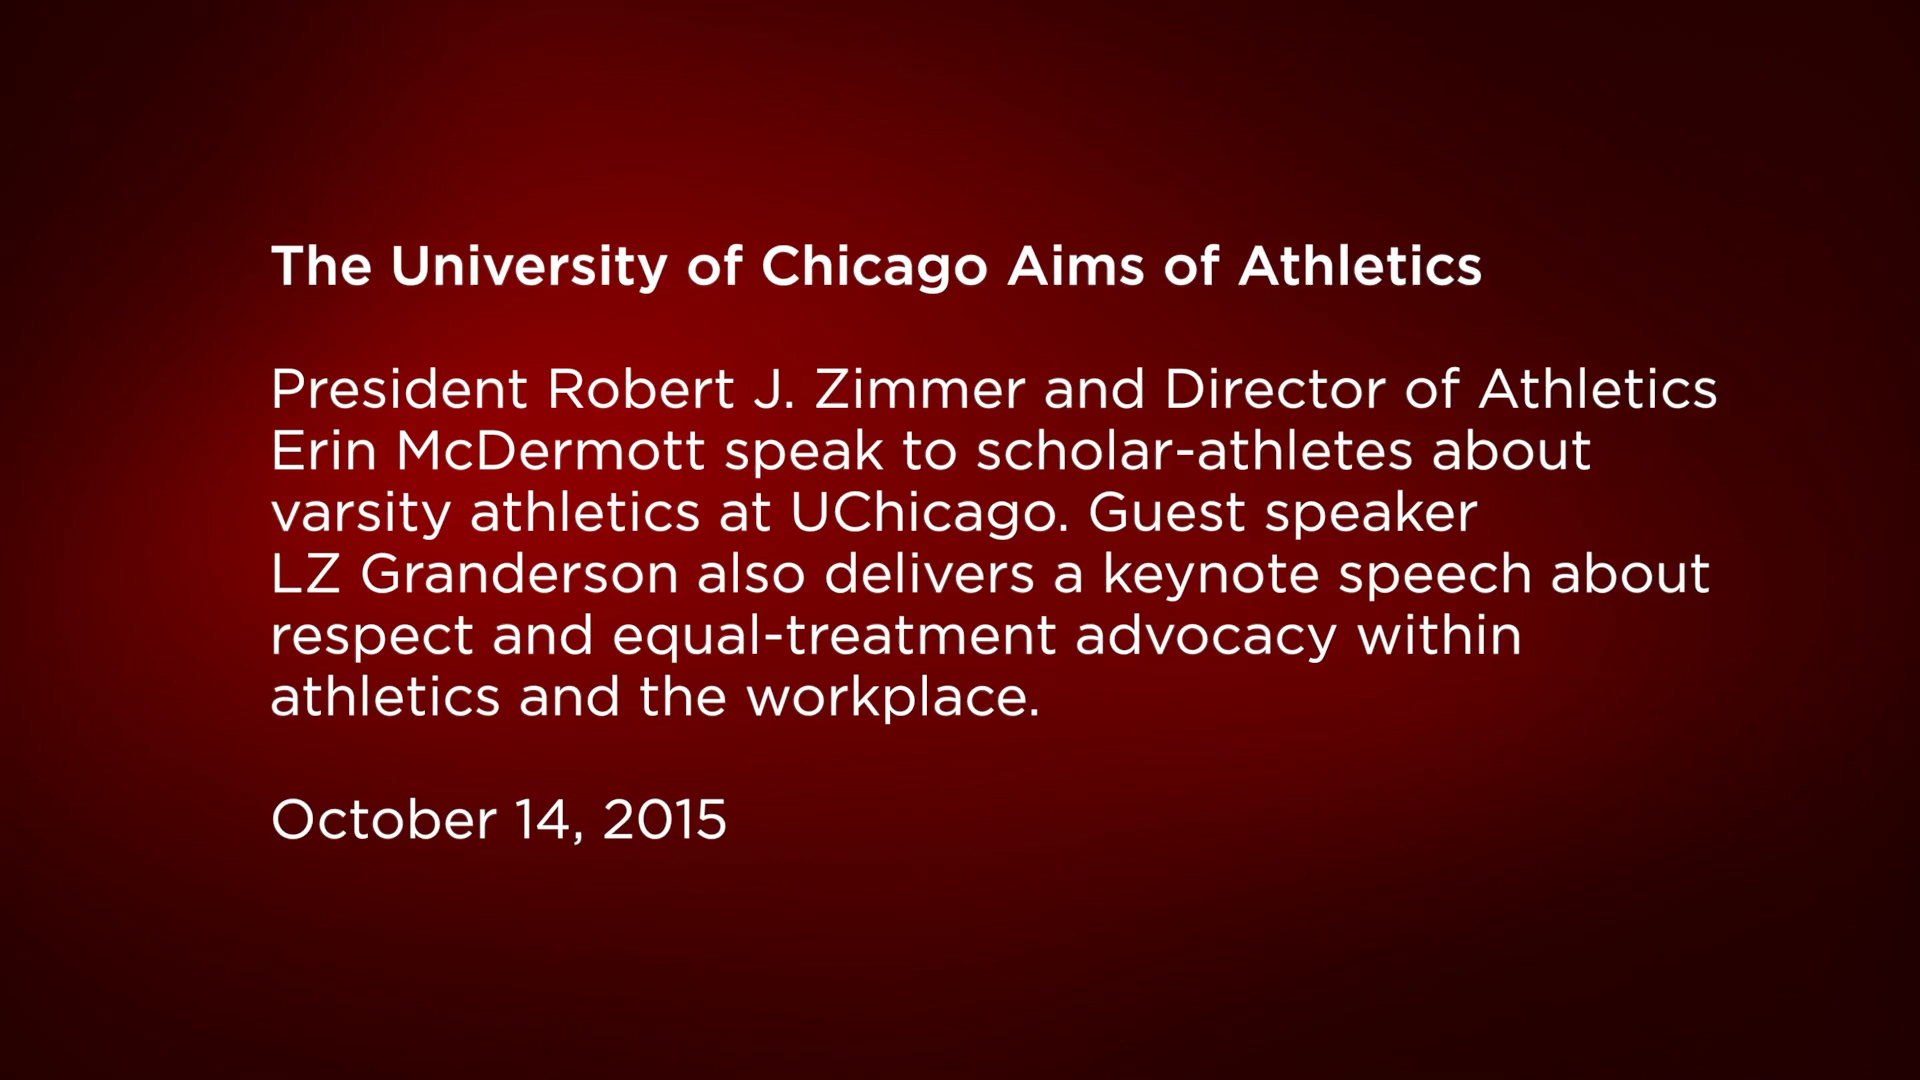 The University of Chicago Aims of Athletics
President Robert J. Zimmer and Director of Athletics
Erin McDermott speak to scholar-athletes about
varsity athletics at UChicago. Guest speaker
LZ Granderson also delivers a keynote speech about
respect and equal-treatment advocacy within
athletics and the workplace.
October 14, 2015